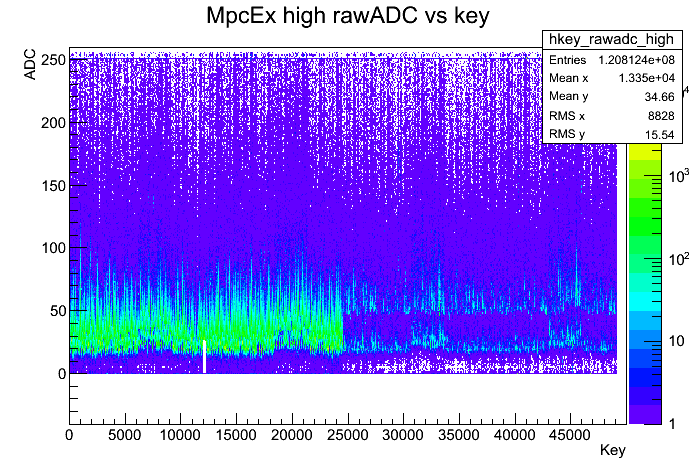 MpcEx high rawADC vs key
hkey_rawadc_high
Entries 1.208124e+08
Mean x 1.335e+04
Mean y 34.66
RMS x 8828
RMS y 15.54
ADC
250
200
150
100
50
0
0 5000 10000 15000 20000 25000 30000 35000 40000 45000
Key
4
10³
10²
10
1